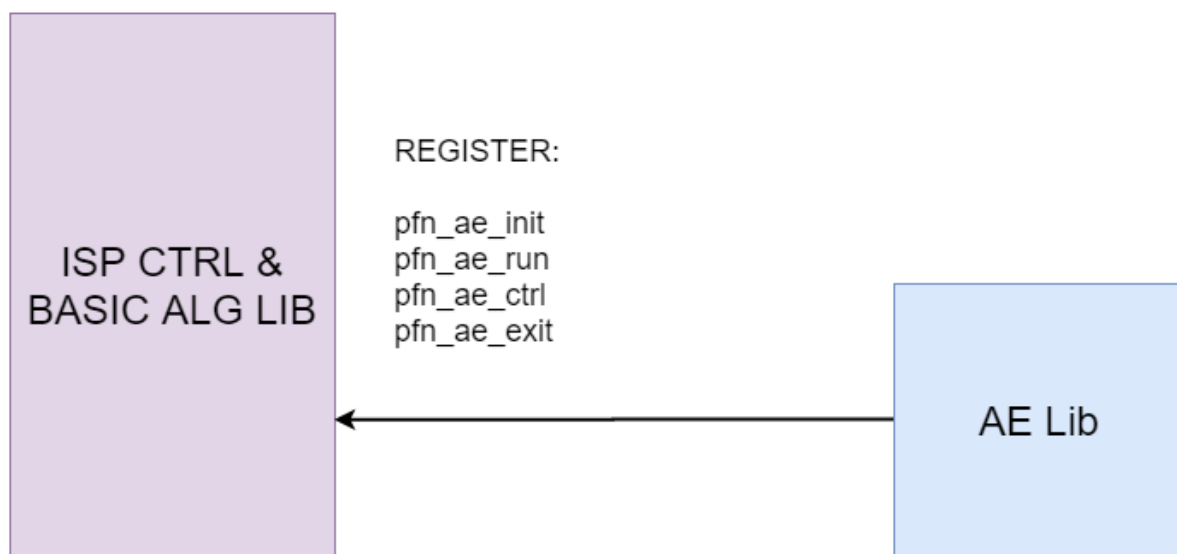 ISP CTRL &
BASIC ALG LIB
REGISTER:
pfn_ae_init
pfn_ae_run
pfn_ae_ctrl
pfn_ae_exit
AE Lib